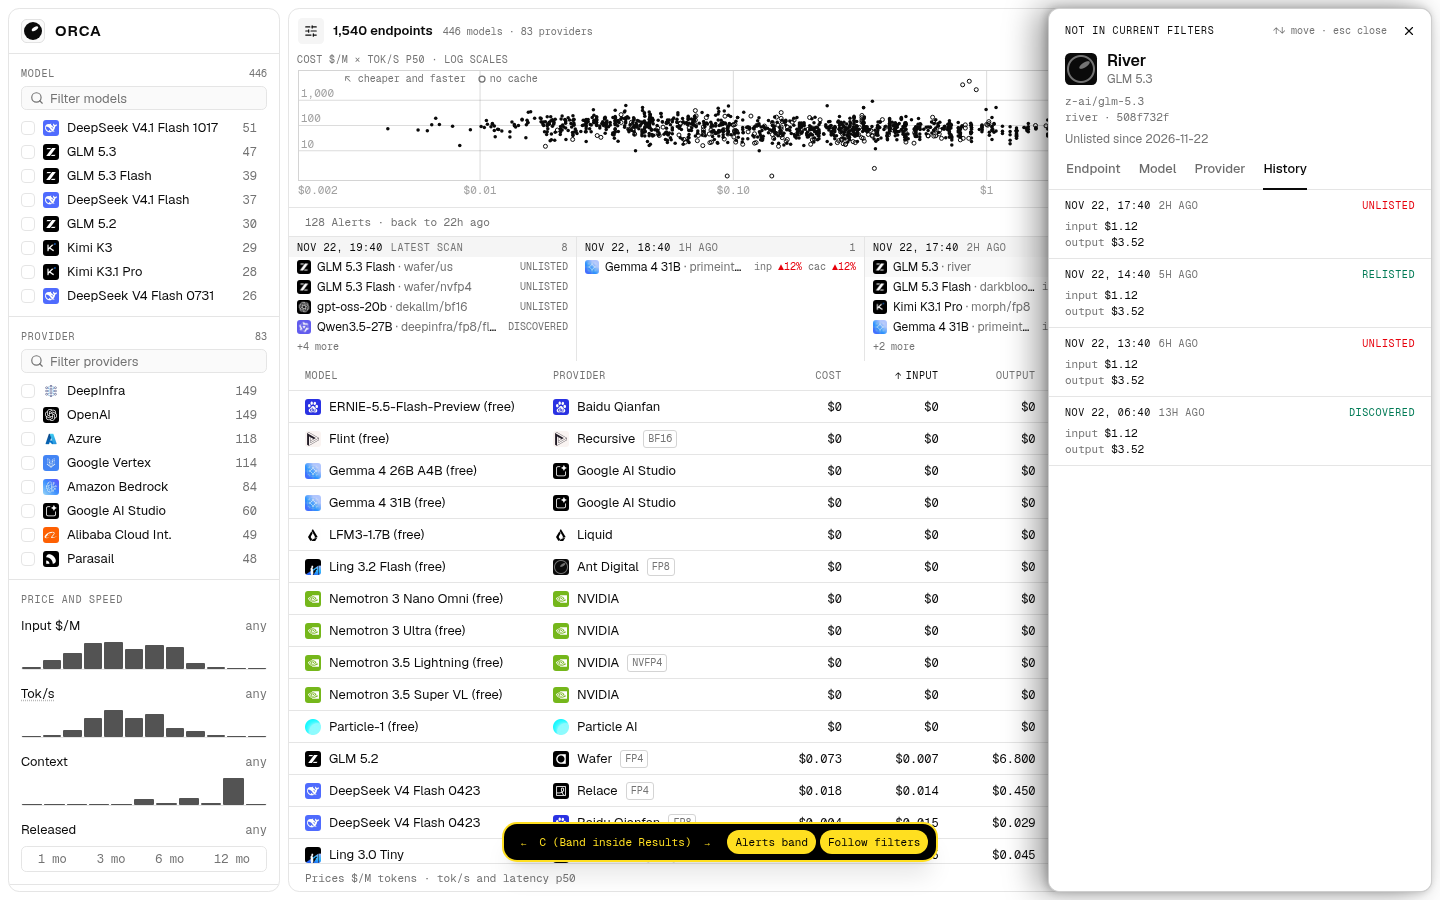 ORCA
MODEL 446
Filter models
DeepSeek V4.1 Flash 1017 51
GLM 5.3 47
GLM 5.3 Flash 39
DeepSeek V4.1 Flash 37
GLM 5.2 30
Kimi K3 29
Kimi K3.1 Pro 28
DeepSeek V4 Flash 0731 26
PROVIDER 83
Filter providers
DeepInfra 149
OpenAI 149
Azure 118
Google Vertex 114
Amazon Bedrock 84
Google AI Studio 60
Alibaba Cloud Int. 49
Parasail 48
PRICE AND SPEED
Input $/M any
Tok/s any
Context any
Released any
1 mo 3 mo 6 mo 12 mo
1,540 endpoints 446 models · 83 providers
COST $/M × TOK/S P50 · LOG SCALES
↖ cheaper and faster no cache
1,000
100
10
$0.002 $0.01 $0.10 $1
128 Alerts · back to 22h ago
NOV 22, 19:40 LATEST SCAN 8
GLM 5.3 Flash · wafer/us UNLISTED
GLM 5.3 Flash · wafer/nvfp4 UNLISTED
gpt-oss-20b · dekallm/bf16 UNLISTED
Qwen3.5-27B · deepinfra/fp8/fl… DISCOVERED
+4 more
NOV 22, 18:40 1H AGO 1
Gemma 4 31B · primeint… inp ▲12% cac ▲12%
NOV 22, 17:40 2H AGO
GLM 5.3 · river
GLM 5.3 Flash · darkbloo…
Kimi K3.1 Pro · morph/fp8
Gemma 4 31B · primeint…
+2 more
MODEL PROVIDER COST ↑ INPUT OUTPUT
ERNIE-5.5-Flash-Preview (free) Baidu Qianfan $0 $0 $0
Flint (free) Recursive BF16 $0 $0 $0
Gemma 4 26B A4B (free) Google AI Studio $0 $0 $0
Gemma 4 31B (free) Google AI Studio $0 $0 $0
LFM3-1.7B (free) Liquid $0 $0 $0
Ling 3.2 Flash (free) Ant Digital FP8 $0 $0 $0
Nemotron 3 Nano Omni (free) NVIDIA $0 $0 $0
Nemotron 3 Ultra (free) NVIDIA $0 $0 $0
Nemotron 3.5 Lightning (free) NVIDIA NVFP4 $0 $0 $0
Nemotron 3.5 Super VL (free) NVIDIA $0 $0 $0
Particle-1 (free) Particle AI $0 $0 $0
GLM 5.2 Wafer FP4 $0.073 $0.007 $6.800
DeepSeek V4 Flash 0423 Relace FP4 $0.018 $0.014 $0.450
DeepSeek V4 Flash 0423 Baidu Qianfan FP8 $0.004 $0.015 $0.029
Ling 3.0 Tiny $0.045
← C (Band inside Results) → Alerts band Follow filters
Prices $/M tokens · tok/s and latency p50
NOT IN CURRENT FILTERS ↑↓ move · esc close
River
GLM 5.3
z-ai/glm-5.3
river · 508f732f
Unlisted since 2026-11-22
Endpoint Model Provider History
NOV 22, 17:40 2H AGO UNLISTED
input $1.12
output $3.52
NOV 22, 14:40 5H AGO RELISTED
input $1.12
output $3.52
NOV 22, 13:40 6H AGO UNLISTED
input $1.12
output $3.52
NOV 22, 06:40 13H AGO DISCOVERED
input $1.12
output $3.52